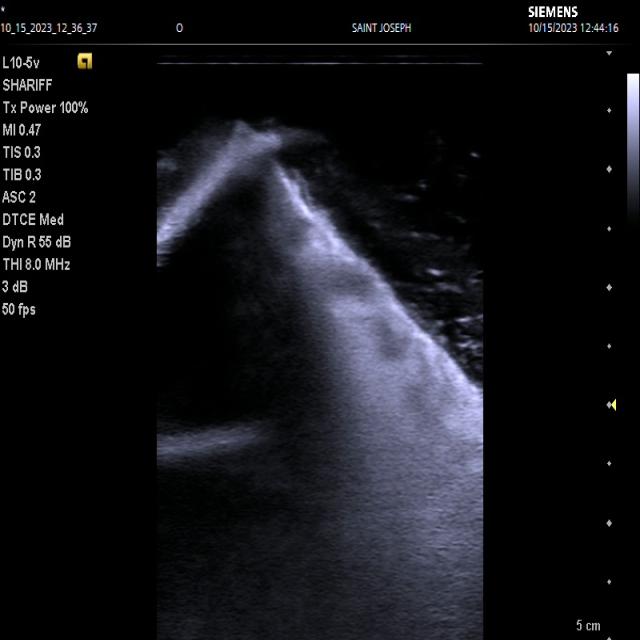 SIEMENS
10_15_2023_12_36_37 O SAINT JOSEPH 10/15/2023 12:44:16
L10-5v
SHARIFF
Tx Power 100%
MI 0.47
TIS 0.3
TIB 0.3
ASC 2
DTCE Med
Dyn R 55 dB
THI 8.0 MHz
3 dB
50 fps
5 cm